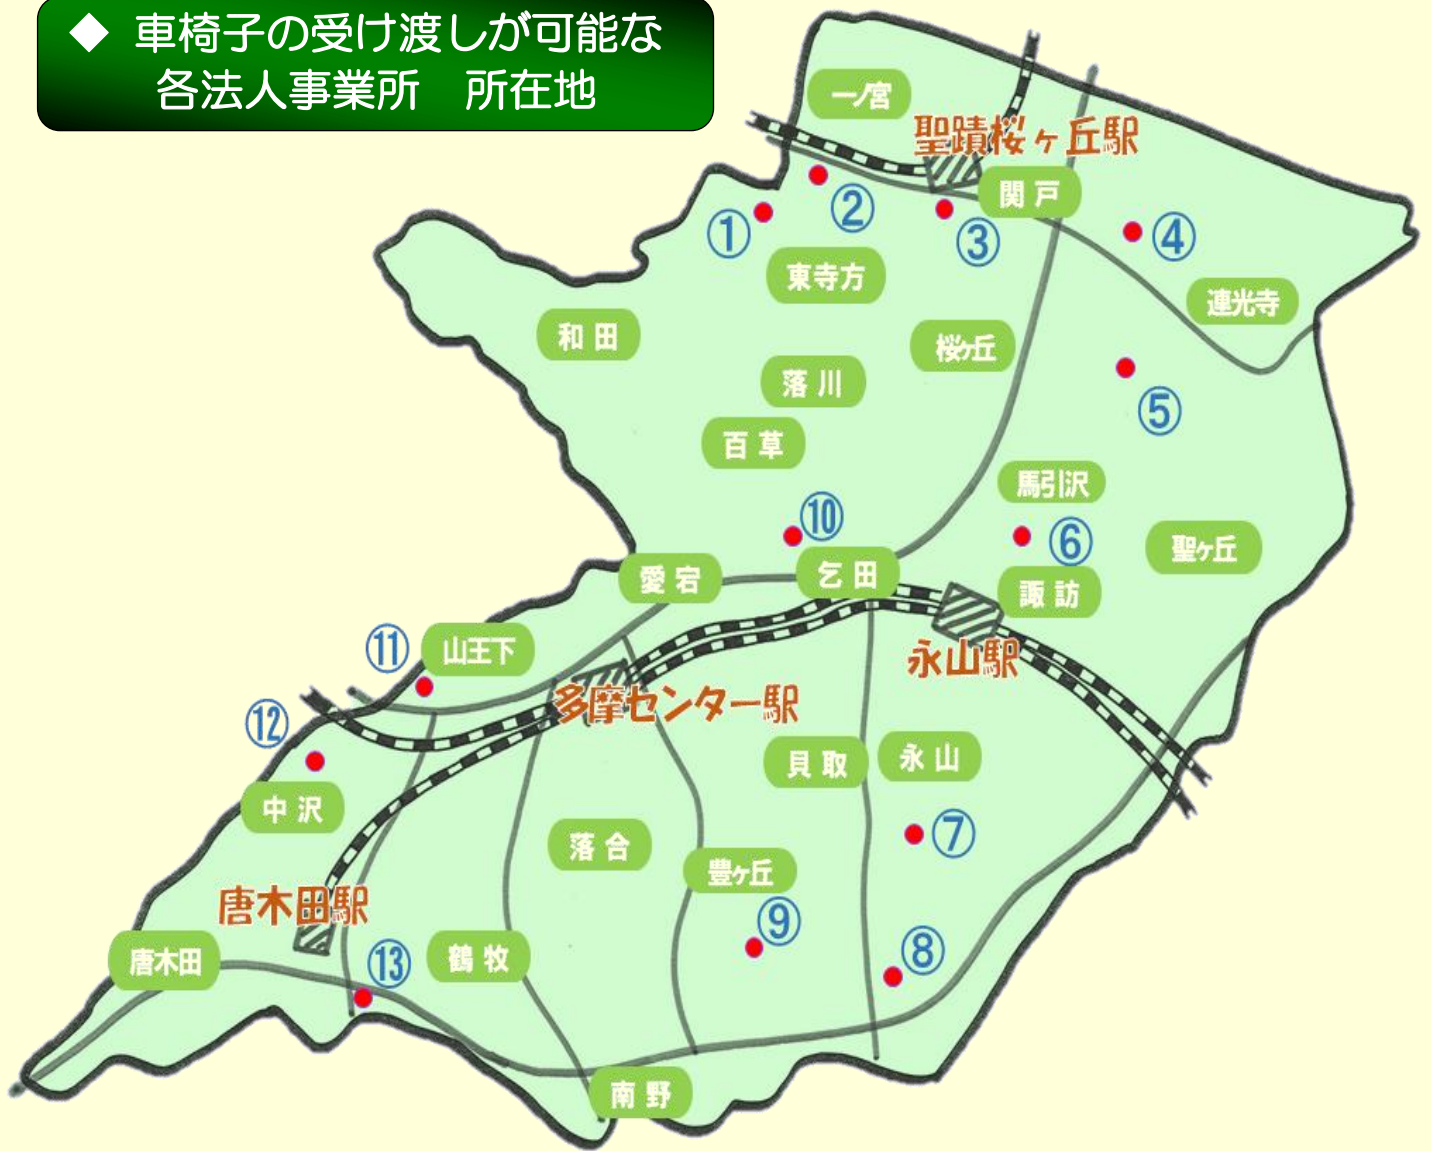 ◆ 車椅子の受け渡しが可能な
各法人事業所 所在地
一ノ宮
聖蹟桜ヶ丘駅
関戸
①
②
③
④
東寺方
連光寺
和田
桜ヶ丘
落川
⑤
百草
馬引沢
⑩
⑥
聖ヶ丘
愛宕
乞田
諏訪
⑪
山王下
永山駅
多摩センター駅
⑫
貝取
永山
中沢
⑦
落合
豊ヶ丘
唐木田駅
⑨
⑧
唐木田
⑬
鶴牧
南野